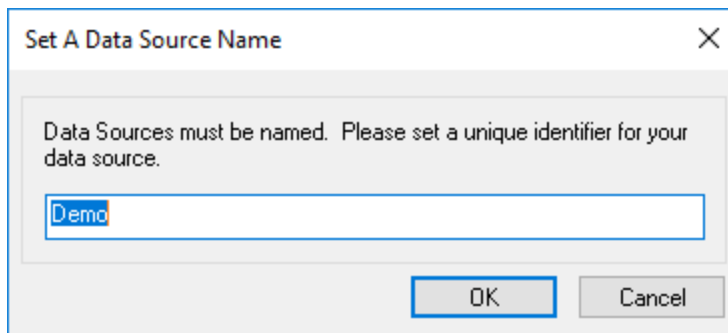 Set A Data Source Name
Data Sources must be named.  Please set a unique identifier for your
data source.
Demo
OK Cancel